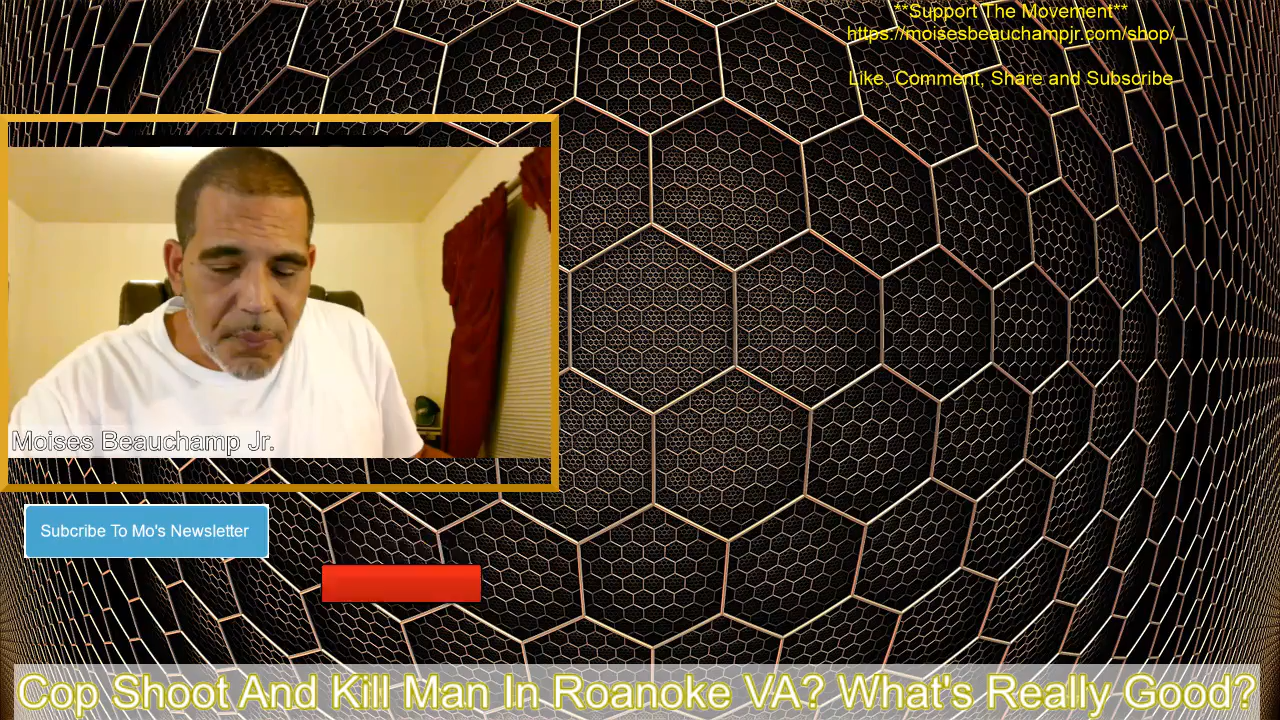 **Support The Movement**
https://moisesbeauchampjr.com/shop/
Like, Comment, Share and Subscribe
Moises Beauchamp Jr.
Subcribe To Mo's Newsletter
Cop Shoot And Kill Man In Roanoke VA? What's Really Good?